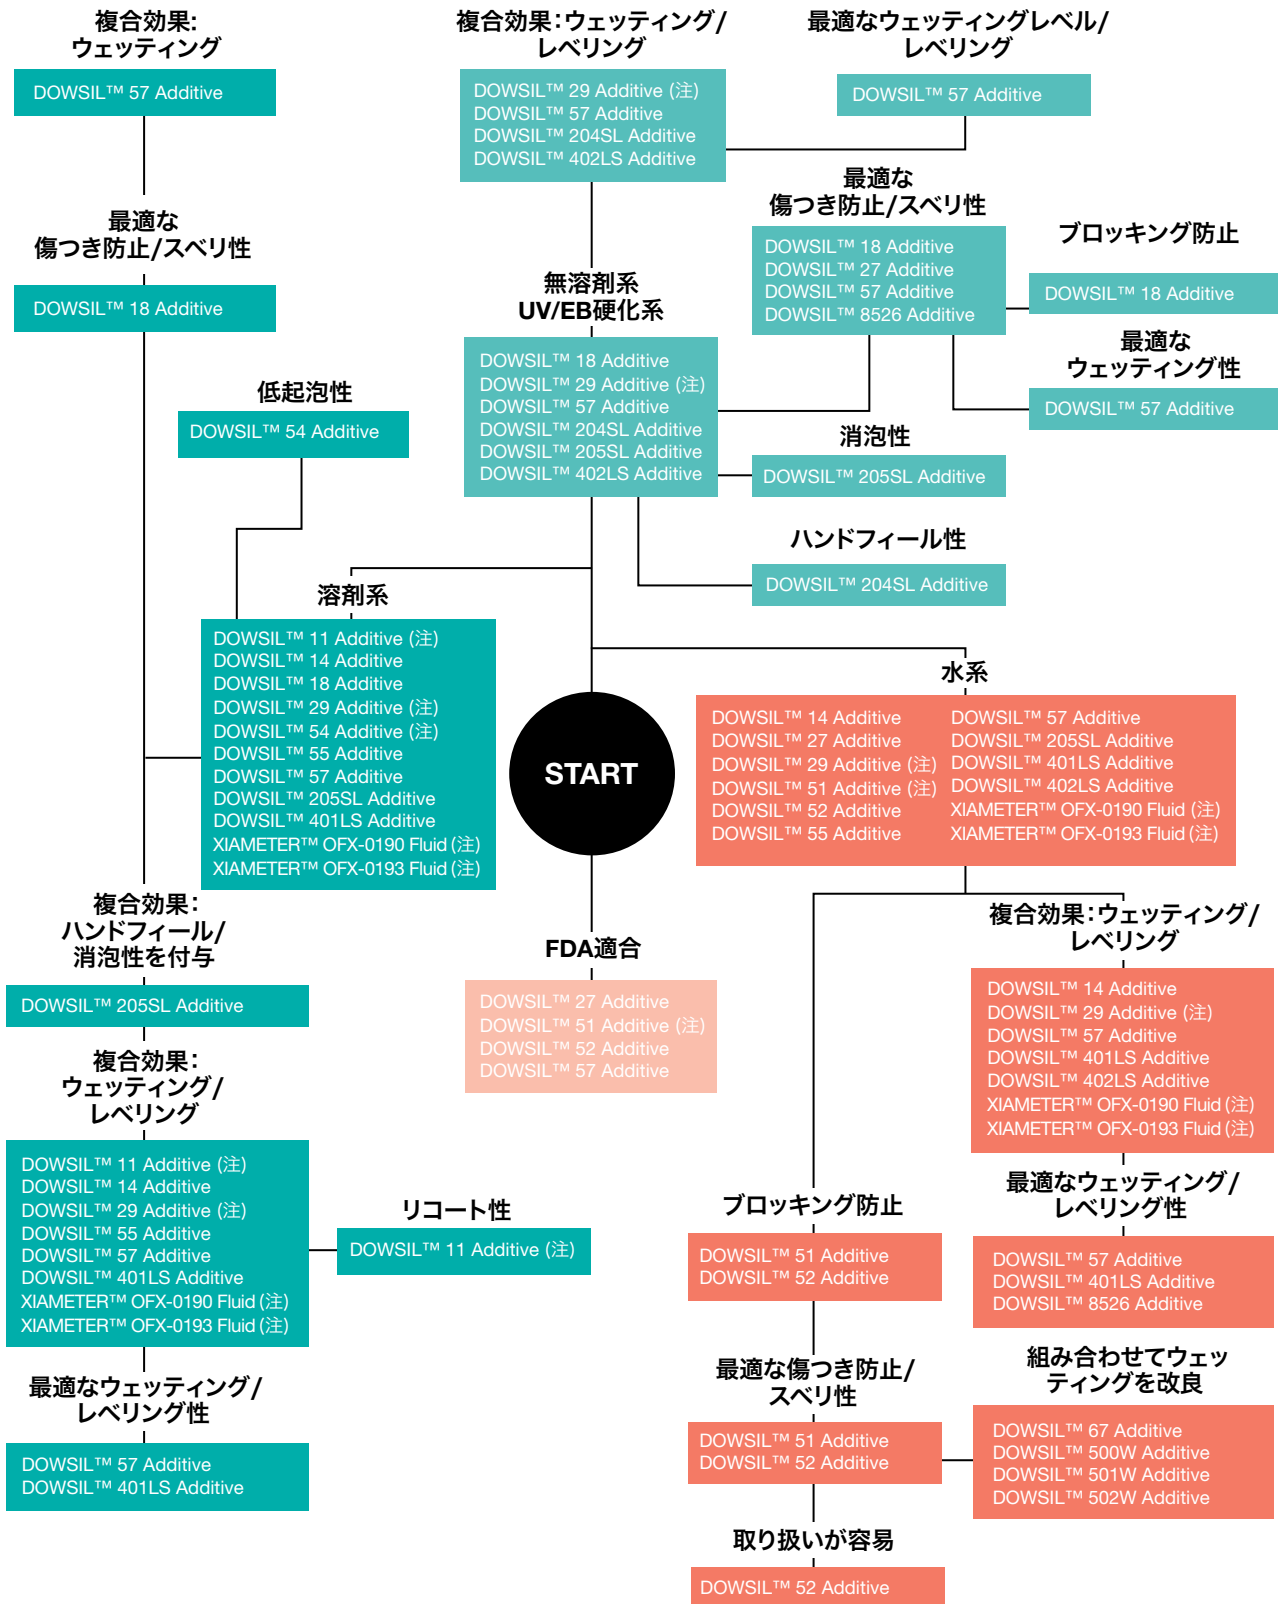 複合効果:
ウェッティング
DOWSIL™ 57 Additive
最適な
傷つき防止/スベリ性
DOWSIL™ 18 Additive
低起泡性
DOWSIL™ 54 Additive
複合効果:ウェッティング/
レベリング
DOWSIL™ 29 Additive (注)
DOWSIL™ 57 Additive
DOWSIL™ 204SL Additive
DOWSIL™ 402LS Additive
最適なウェッティングレベル/
レベリング
DOWSIL™ 57 Additive
最適な
傷つき防止/スベリ性
DOWSIL™ 18 Additive
DOWSIL™ 27 Additive
DOWSIL™ 57 Additive
DOWSIL™ 8526 Additive
ブロッキング防止
DOWSIL™ 18 Additive
最適な
ウェッティング性
DOWSIL™ 57 Additive
無溶剤系
UV/EB硬化系
DOWSIL™ 18 Additive
DOWSIL™ 29 Additive (注)
DOWSIL™ 57 Additive
DOWSIL™ 204SL Additive
DOWSIL™ 205SL Additive
DOWSIL™ 402LS Additive
消泡性
DOWSIL™ 205SL Additive
ハンドフィール性
DOWSIL™ 204SL Additive
溶剤系
DOWSIL™ 11 Additive (注)
DOWSIL™ 14 Additive
DOWSIL™ 18 Additive
DOWSIL™ 29 Additive (注)
DOWSIL™ 54 Additive (注)
DOWSIL™ 55 Additive
DOWSIL™ 57 Additive
DOWSIL™ 205SL Additive
DOWSIL™ 401LS Additive
XIAMETER™ OFX-0190 Fluid (注)
XIAMETER™ OFX-0193 Fluid (注)
START
水系
DOWSIL™ 14 Additive
DOWSIL™ 27 Additive
DOWSIL™ 29 Additive (注)
DOWSIL™ 51 Additive (注)
DOWSIL™ 52 Additive
DOWSIL™ 55 Additive
DOWSIL™ 57 Additive
DOWSIL™ 205SL Additive
DOWSIL™ 401LS Additive
DOWSIL™ 402LS Additive
XIAMETER™ OFX-0190 Fluid (注)
XIAMETER™ OFX-0193 Fluid (注)
複合効果:
ハンドフィール/
消泡性を付与
DOWSIL™ 205SL Additive
複合効果:
ウェッティング/
レベリング
DOWSIL™ 11 Additive (注)
DOWSIL™ 14 Additive
DOWSIL™ 29 Additive (注)
DOWSIL™ 55 Additive
DOWSIL™ 57 Additive
DOWSIL™ 401LS Additive
XIAMETER™ OFX-0190 Fluid (注)
XIAMETER™ OFX-0193 Fluid (注)
リコート性
DOWSIL™ 11 Additive (注)
最適なウェッティング/
レベリング性
DOWSIL™ 57 Additive
DOWSIL™ 401LS Additive
FDA適合
DOWSIL™ 27 Additive
DOWSIL™ 51 Additive (注)
DOWSIL™ 52 Additive
DOWSIL™ 57 Additive
複合効果:ウェッティング/
レベリング
DOWSIL™ 14 Additive
DOWSIL™ 29 Additive (注)
DOWSIL™ 57 Additive
DOWSIL™ 401LS Additive
DOWSIL™ 402LS Additive
XIAMETER™ OFX-0190 Fluid (注)
XIAMETER™ OFX-0193 Fluid (注)
最適なウェッティング/
レベリング性
DOWSIL™ 57 Additive
DOWSIL™ 401LS Additive
DOWSIL™ 8526 Additive
ブロッキング防止
DOWSIL™ 51 Additive
DOWSIL™ 52 Additive
最適な傷つき防止/
スベリ性
DOWSIL™ 51 Additive
DOWSIL™ 52 Additive
組み合わせてウェッ
ティングを改良
DOWSIL™ 67 Additive
DOWSIL™ 500W Additive
DOWSIL™ 501W Additive
DOWSIL™ 502W Additive
取り扱いが容易
DOWSIL™ 52 Additive